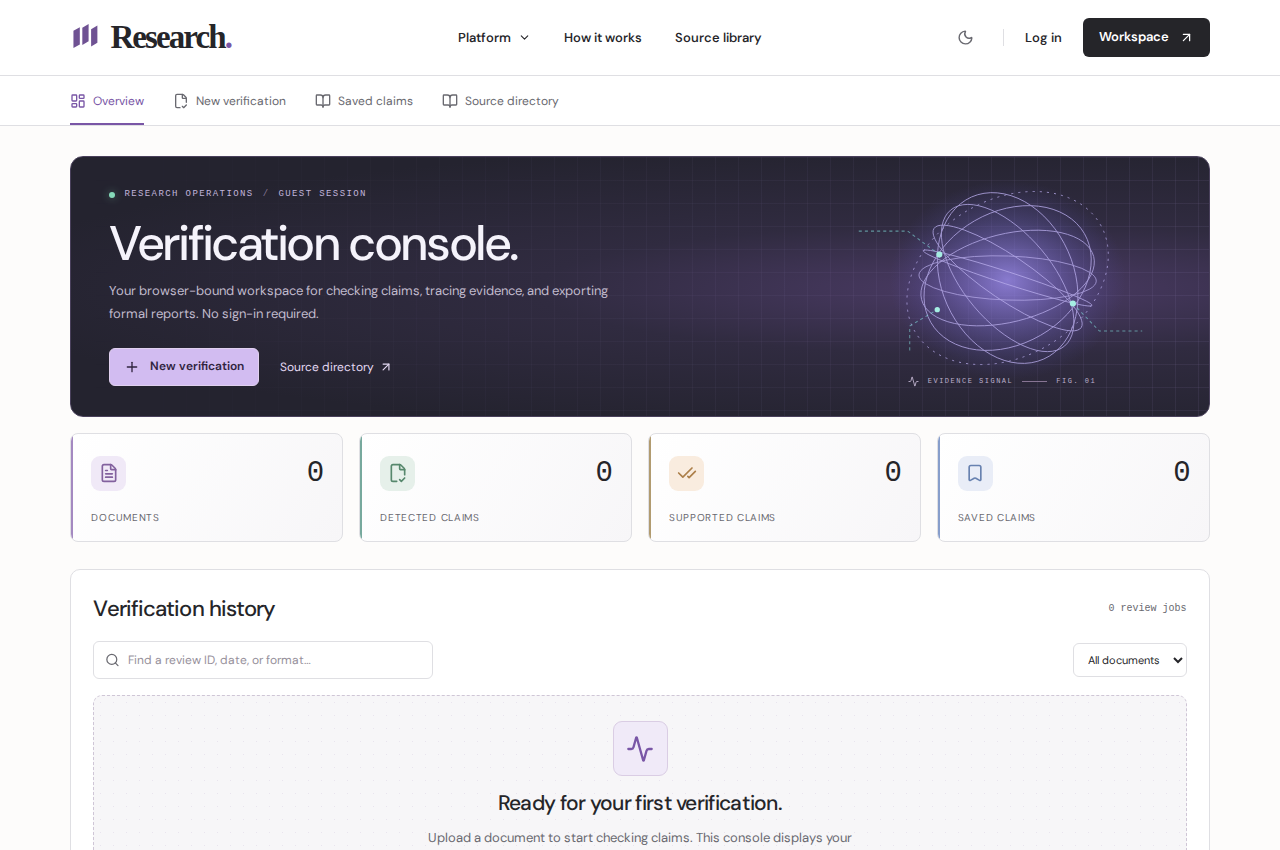 Research.
Platform
How it works
Source library
Log in
Workspace
Overview
New verification
Saved claims
Source directory
RESEARCH OPERATIONS / GUEST SESSION
Verification console.
Your browser-bound workspace for checking claims, tracing evidence, and exporting
formal reports. No sign-in required.
New verification
Source directory
EVIDENCE SIGNAL
FIG. 01
0
DOCUMENTS
0
DETECTED CLAIMS
0
SUPPORTED CLAIMS
0
SAVED CLAIMS
Verification history
0 review jobs
Find a review ID, date, or format…
All documents
Ready for your first verification.
Upload a document to start checking claims. This console displays your